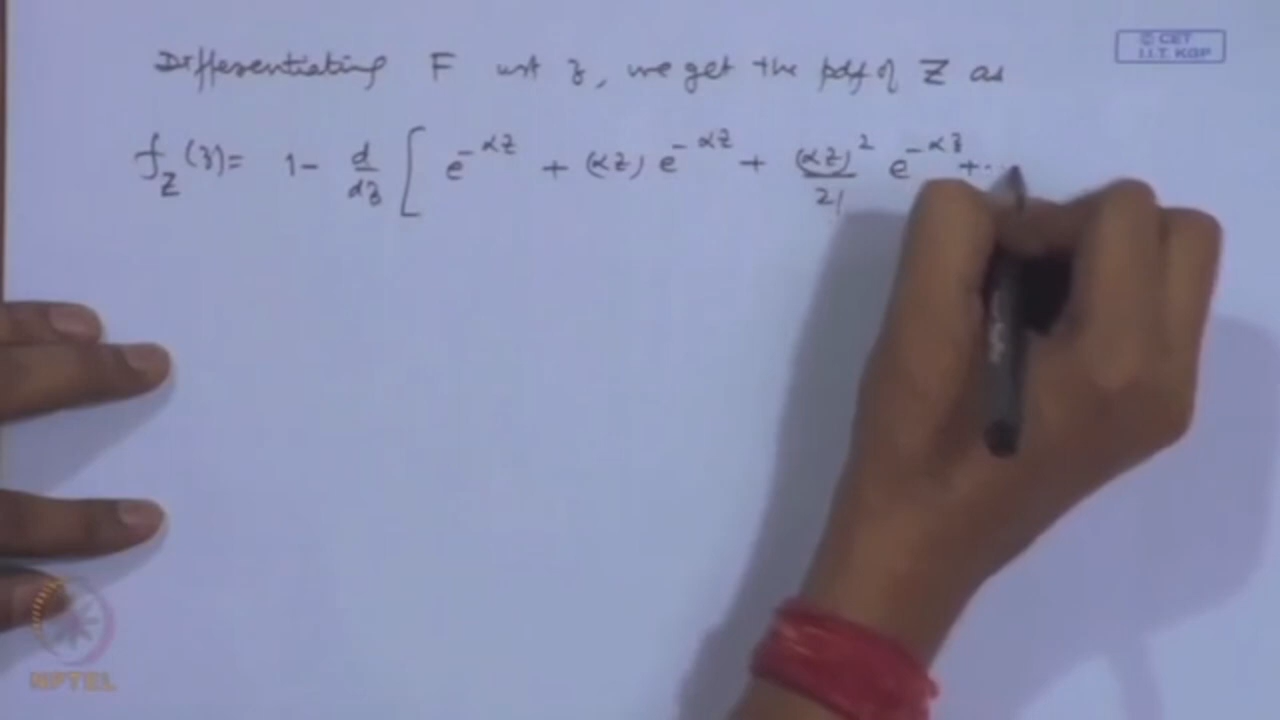 © CET
I.I.T. KGP
Differentiating F wrt z, we get the pdf of Z as
f_Z(z) = 1 - d/dz [ e^{-αz} + (αz) e^{-αz} + (αz)^2/2! e^{-αz} + ...
NPTEL